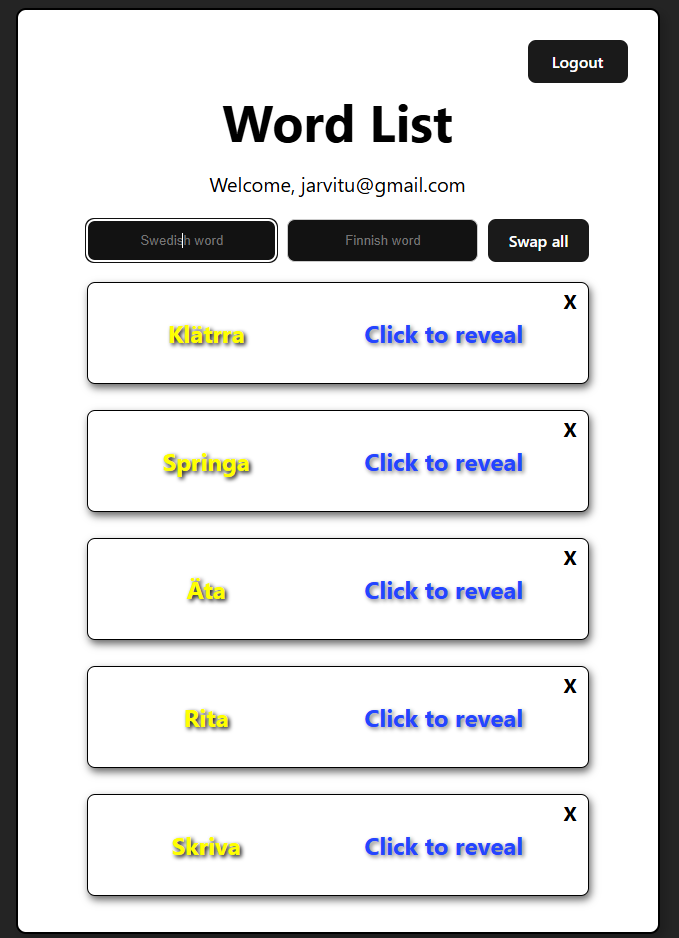 Logout
Word List
Welcome, jarvitu@gmail.com
Swedish word Finnish word Swap all
X
Klätrra Click to reveal
X
Springa Click to reveal
X
Äta Click to reveal
X
Rita Click to reveal
X
Skriva Click to reveal